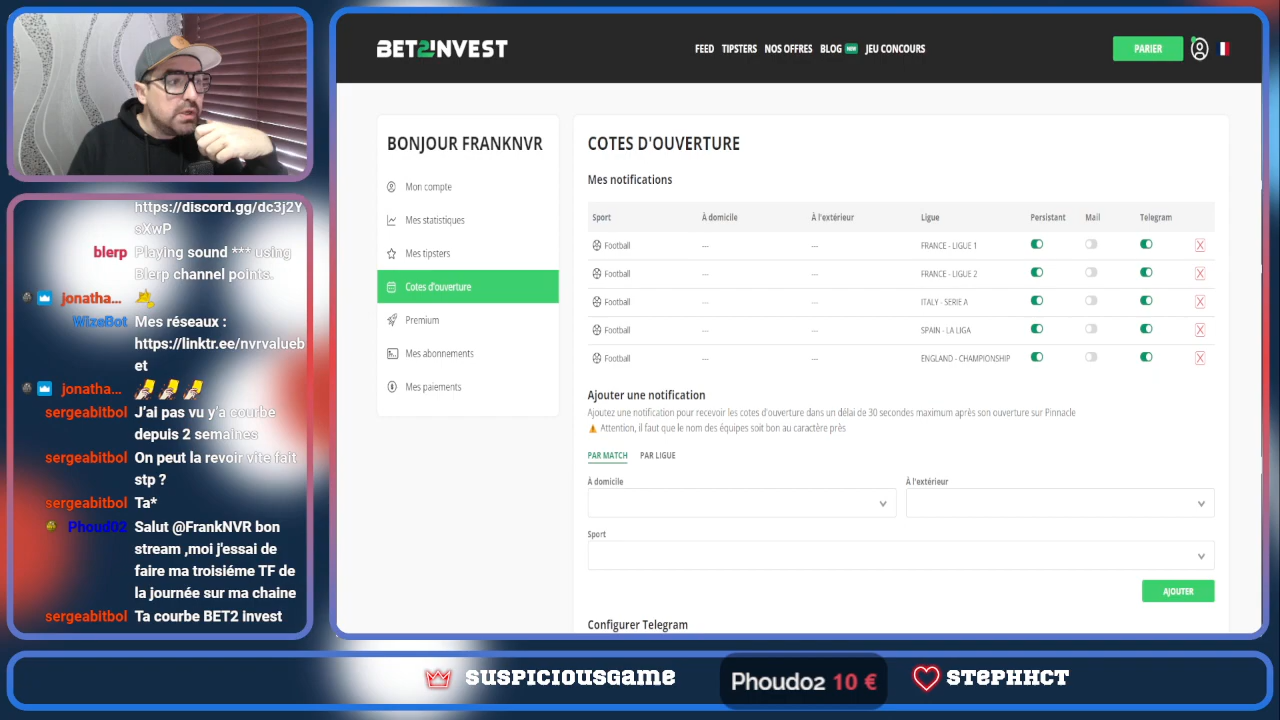 BET2INVEST
FEED TIPSTERS NOS OFFRES BLOG NEW JEU CONCOURS
PARIER
BONJOUR FRANKNVR
Mon compte
Mes statistiques
Mes tipsters
Cotes d'ouverture
Premium
Mes abonnements
Mes paiements
COTES D'OUVERTURE
Mes notifications
Sport À domicile À l'extérieur Ligue Persistant Mail Telegram
Football --- --- FRANCE - LIGUE 1 X
Football --- --- FRANCE - LIGUE 2 X
Football --- --- ITALY - SERIE A X
Football --- --- SPAIN - LA LIGA X
Football --- --- ENGLAND - CHAMPIONSHIP X
Ajouter une notification
Ajoutez une notification pour recevoir les cotes d'ouverture dans un délai de 30 secondes maximum après son ouverture sur Pinnacle
Attention, il faut que le nom des équipes soit bon au caractère près
PAR MATCH PAR LIGUE
À domicile À l'extérieur
Sport
AJOUTER
Configurer Telegram
https://discord.gg/dc3j2Y
sXwP
blerp Playing sound *** using
Blerp channel points.
jonatha...
WizeBot Mes réseaux :
https://linktr.ee/nvrvalueb
et
jonatha...
sergeabitbol J'ai pas vu y'a courbe
depuis 2 semaines
sergeabitbol On peut la revoir vite fait
stp ?
sergeabitbol Ta*
Phoud02 Salut @FrankNVR bon
stream ,moi j'essai de
faire ma troisiéme TF de
la journée sur ma chaine
sergeabitbol Ta courbe BET2 invest
SUSPICIOUSGAME
Phoud02 10 €
STEPHHCT